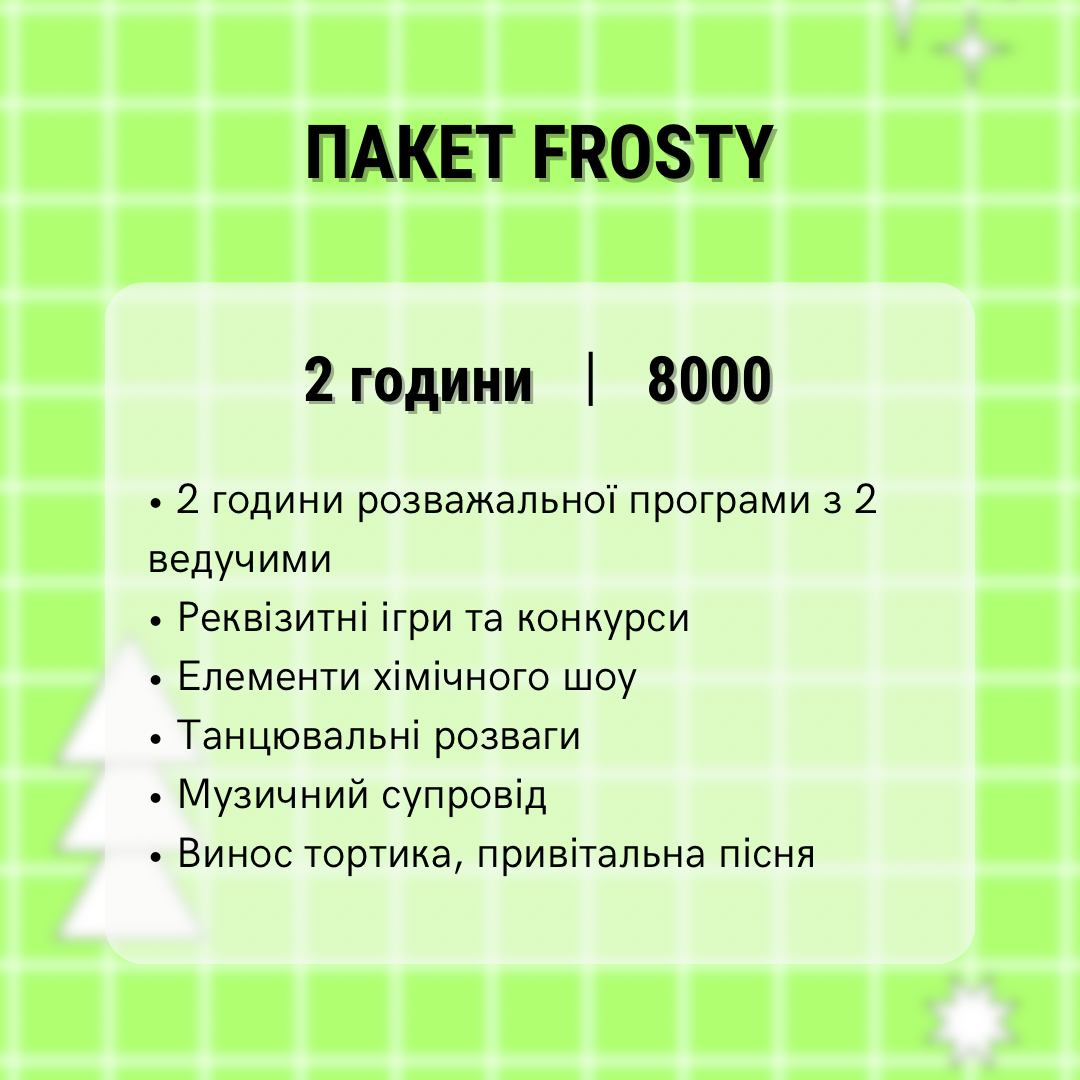 ПАКЕТ FROSTY
2 години | 8000
• 2 години розважальної програми з 2
ведучими
• Реквізитні ігри та конкурси
• Елементи хімічного шоу
• Танцювальні розваги
• Музичний супровід
• Винос тортика, привітальна пісня